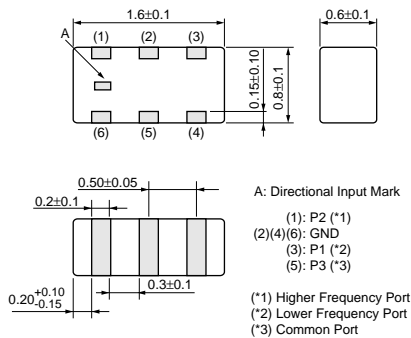 1.6±0.1
0.6±0.1
A
(1)
(2)
(3)
0.15±0.10
0.8±0.1
(6)
(5)
(4)
0.50±0.05
0.2±0.1
0.3±0.1
0.20+0.10
-0.15
A: Directional Input Mark
(1): P2 (*1)
(2)(4)(6): GND
(3): P1 (*2)
(5): P3 (*3)
(*1) Higher Frequency Port
(*2) Lower Frequency Port
(*3) Common Port